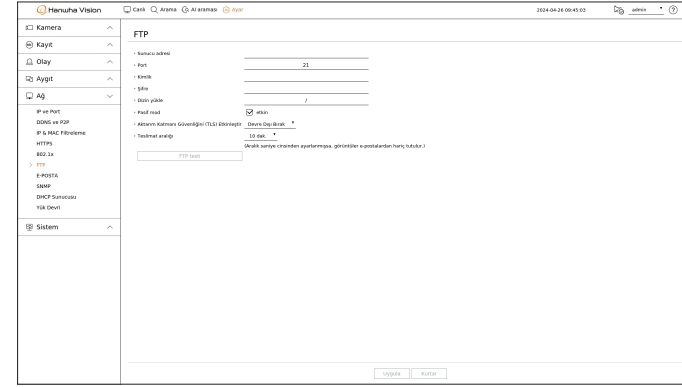 Hanwha Vision
Canlı Arama AI araması Ayar
2024-04-26 09:45:03
admin
Kamera
Kayıt
Olay
Aygıt
Ağ
IP ve Port
DDNS ve P2P
IP & MAC Filtreleme
HTTPS
802.1x
> FTP
E-POSTA
SNMP
DHCP Sunucusu
Yük Devri
Sistem
FTP
• Sunucu adresi
• Port 21
• Kimlik
• Şifre
• Dizin yükle /
• Pasif mod etkin
• Aktarım Katmanı Güvenliğini (TLS) Etkinleştir Devre Dışı Bırak
• Teslimat aralığı 10 dak.
(Aralık saniye cinsinden ayarlanmışsa, görüntüler e-postalardan hariç tutulur.)
FTP testi
Uygula Kurtar